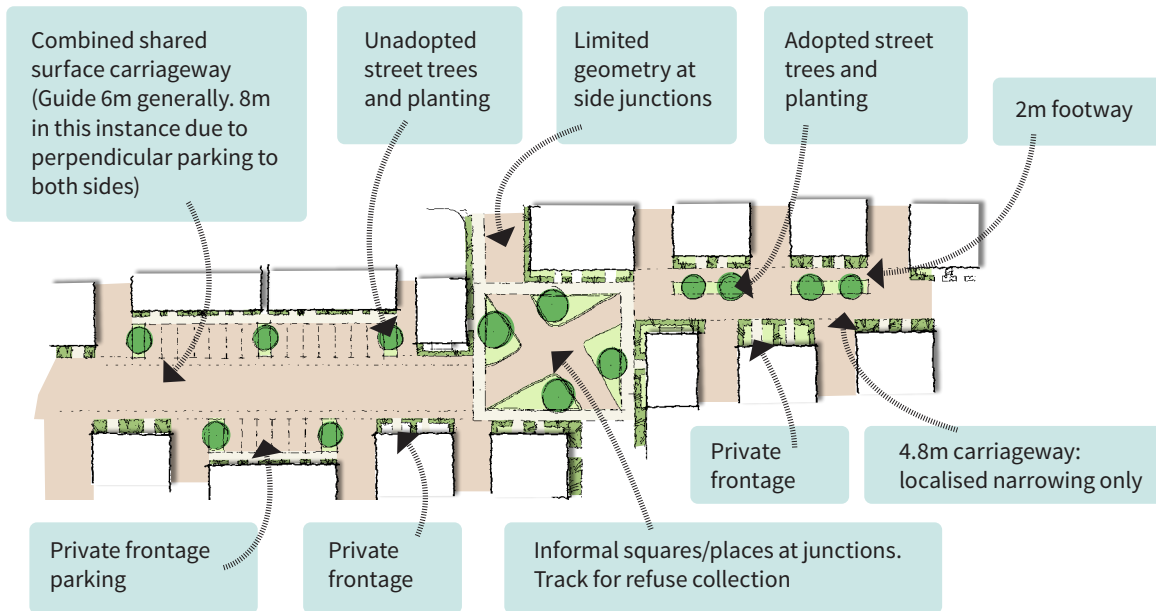 Combined shared
surface carriageway
(Guide 6m generally. 8m
in this instance due to
perpendicular parking to
both sides)
Unadopted
street trees
and planting
Limited
geometry at
side junctions
Adopted street
trees and
planting
2m footway
Private frontage
parking
Private
frontage
Informal squares/places at junctions.
Track for refuse collection
Private
frontage
4.8m carriageway:
localised narrowing only